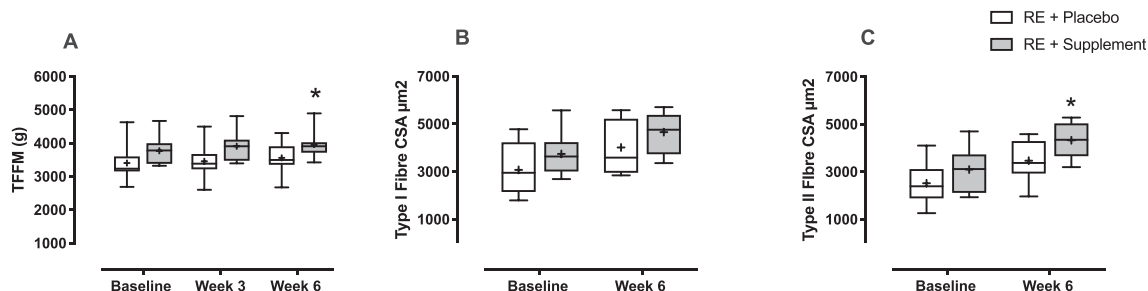 RE + Placebo
RE + Supplement
A
TFFM (g)
6000
5000
4000
3000
2000
1000
*
Baseline
Week 3
Week 6
B
Type I Fibre CSA µm2
7000
5000
3000
1000
Baseline
Week 6
C
Type II FIbre CSA µm2
7000
5000
3000
1000
*
Baseline
Week 6